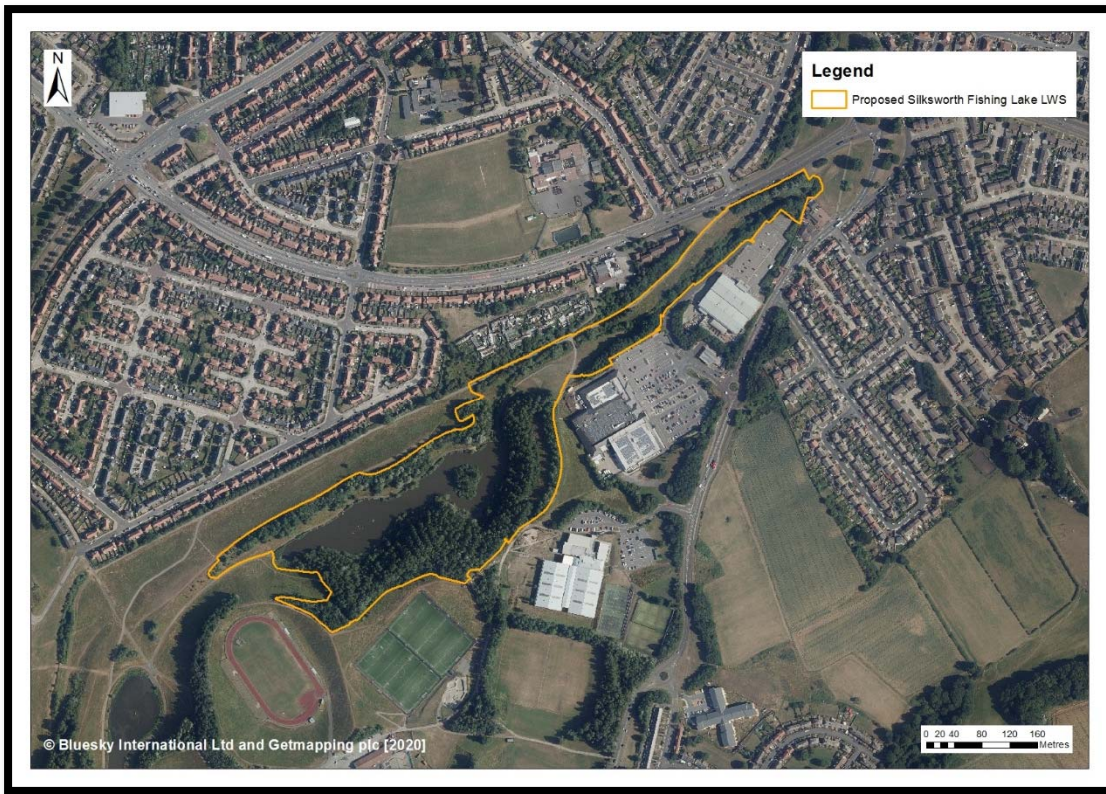 N
Legend
Proposed Silksworth Fishing Lake LWS
© Bluesky International Ltd and Getmapping plc [2020]
0 20 40 80 120 160
Metres